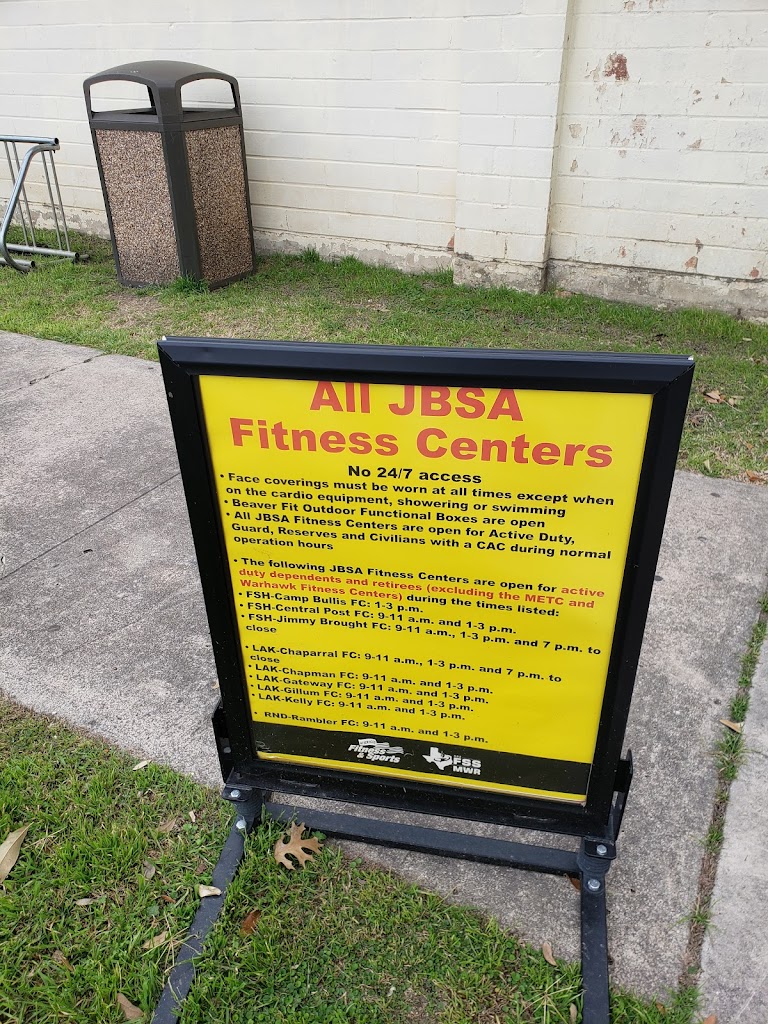 All JBSA
Fitness Centers
No 24/7 access
• Face coverings must be worn at all times except when
on the cardio equipment, showering or swimming
• Beaver Fit Outdoor Functional Boxes are open
• All JBSA Fitness Centers are open for Active Duty,
Guard, Reserves and Civilians with a CAC during normal
operation hours
• The following JBSA Fitness Centers are open for active
duty dependents and retirees (excluding the METC and
Warhawk Fitness Centers) during the times listed:
• FSH-Camp Bullis FC: 1-3 p.m.
• FSH-Central Post FC: 9-11 a.m. and 1-3 p.m.
• FSH-Jimmy Brought FC: 9-11 a.m., 1-3 p.m. and 7 p.m. to
close
• LAK-Chaparral FC: 9-11 a.m., 1-3 p.m. and 7 p.m. to
close
• LAK-Chapman FC: 9-11 a.m. and 1-3 p.m.
• LAK-Gateway FC: 9-11 a.m. and 1-3 p.m.
• LAK-Gillum FC: 9-11 a.m. and 1-3 p.m.
• LAK-Kelly FC: 9-11 a.m. and 1-3 p.m.
• RND-Rambler FC: 9-11 a.m. and 1-3 p.m.
Fitness
& Sports
FSS
MWR